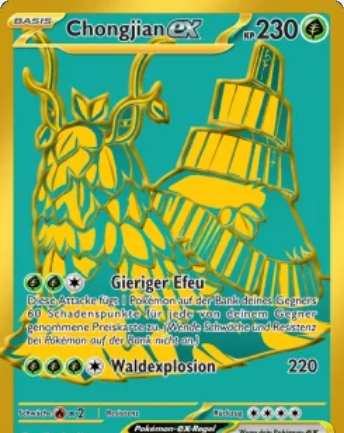 BASIS Chongjian ex KP 230
Gieriger Efeu
Diese Attacke fügt 1 Pokémon auf der Bank deines Gegners
60 Schadenspunkte für jede von deinem Gegner
genommene Preiskarte zu. (Wende Schwäche und Resistenz
bei Pokémon auf der Bank nicht an.)
Waldexplosion 220
Schwäche × 2 Resistenz Rückzug
Pokémon-ex-Regel